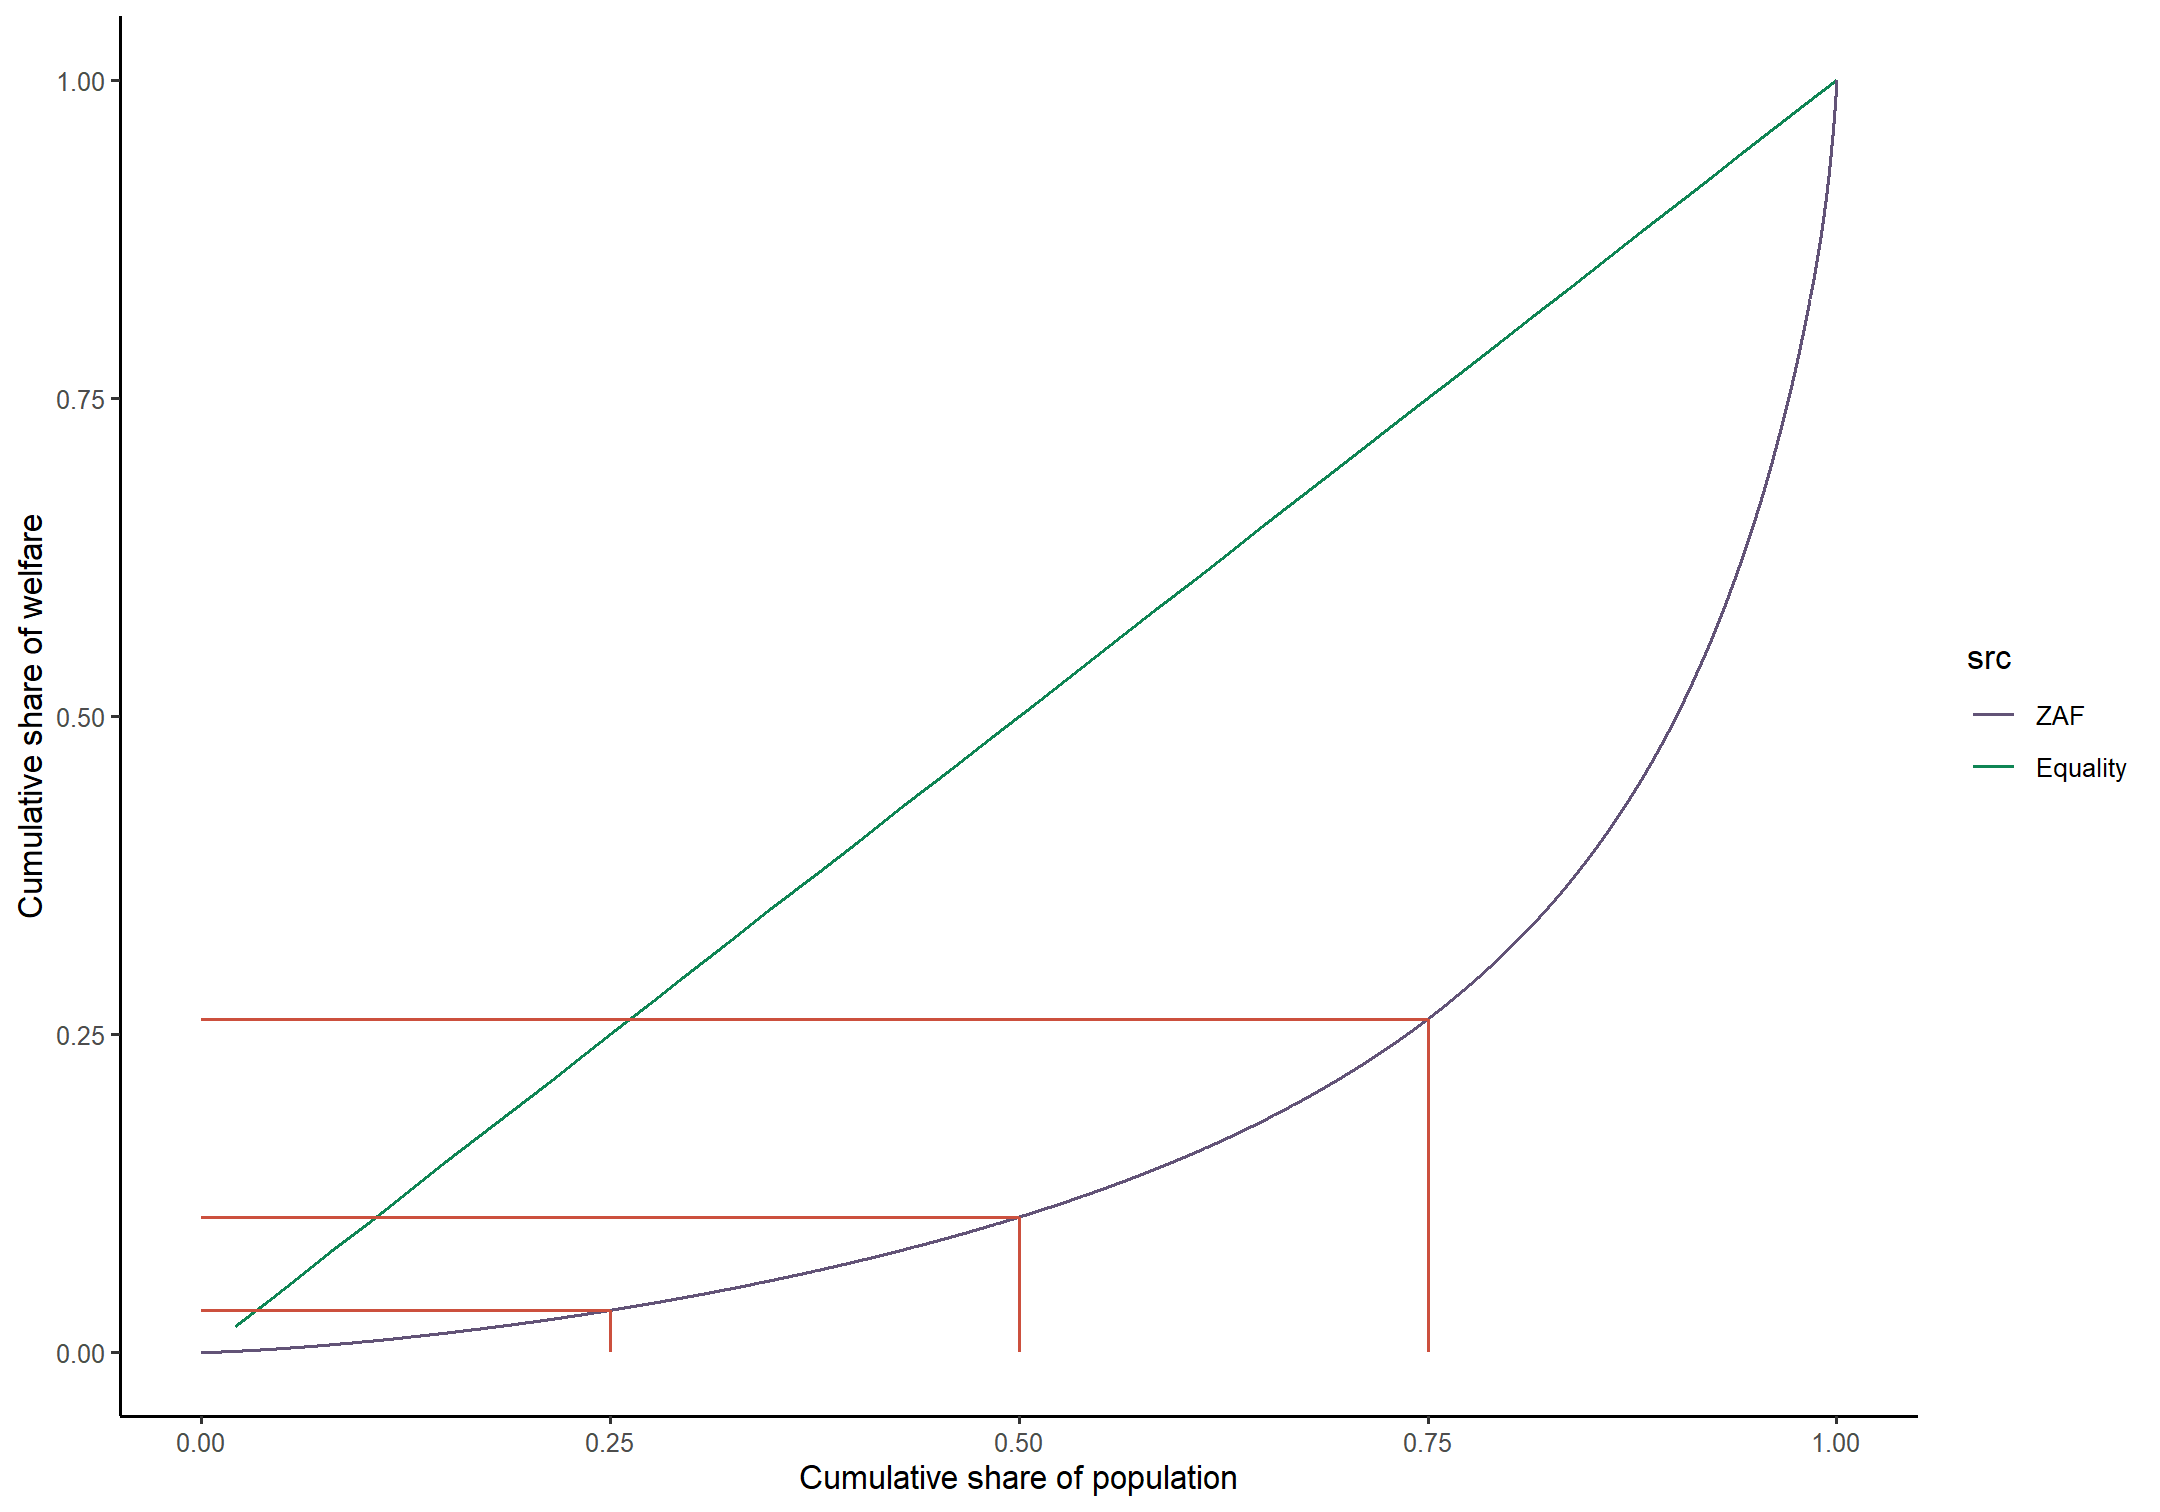 1.00
0.75
0.50
0.25
0.00
Cumulative share of welfare
0.00 0.25 0.50 0.75 1.00
Cumulative share of population
src
ZAF
Equality